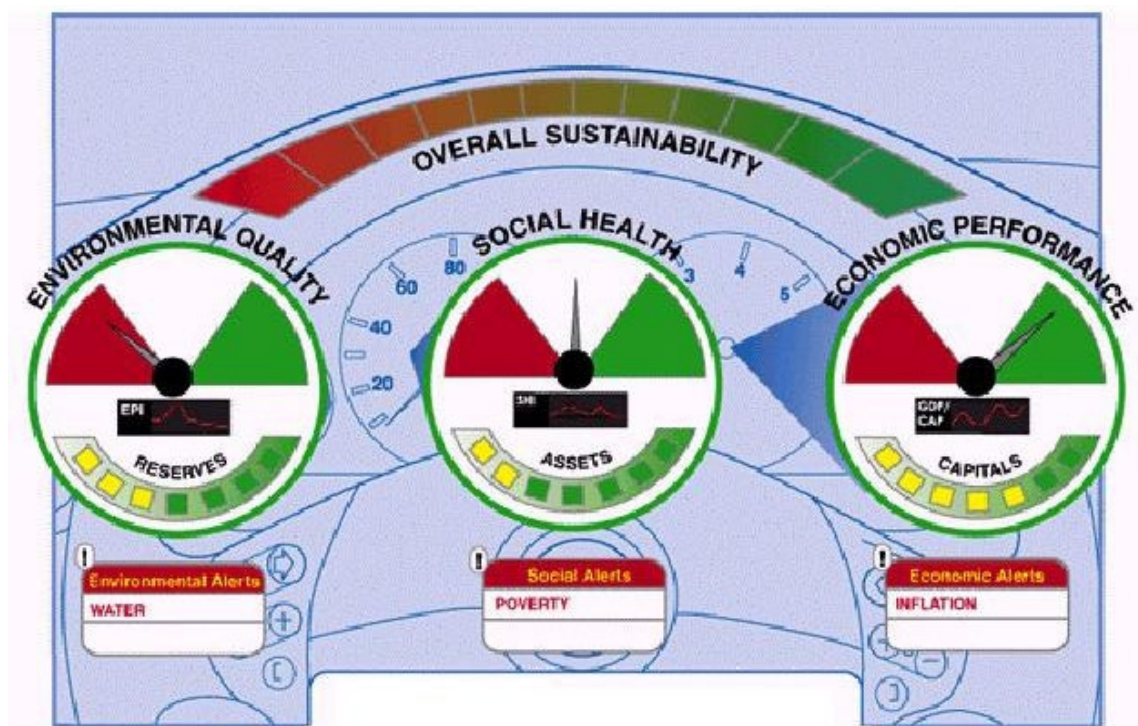 OVERALL SUSTAINABILITY
ENVIRONMENTAL QUALITY
SOCIAL HEALTH
ECONOMIC PERFORMANCE
20
40
60
80
3
4
5
EPI
SHI
GDP/
CAP
RESERVES
ASSETS
CAPITALS
!
Environmental Alerts
WATER
!
Social Alerts
POVERTY
!
Economic Alerts
INFLATION